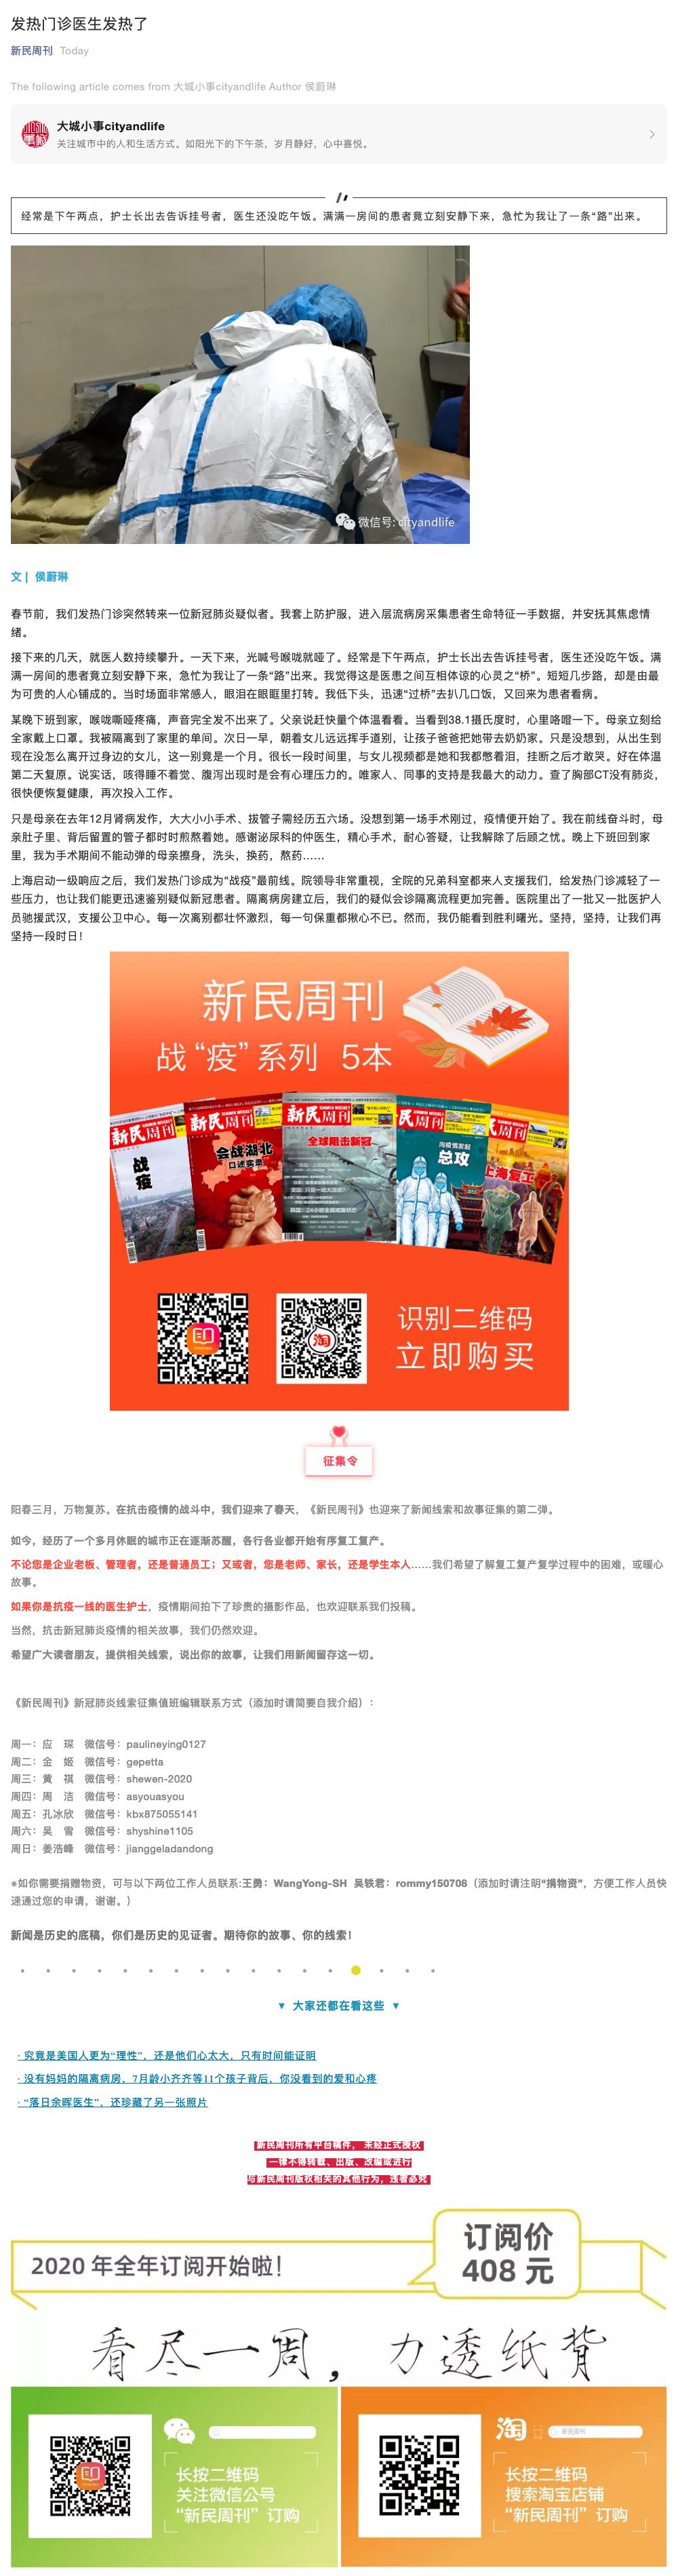 发热门诊医生发热了
新民周刊 Today
The following article comes from 大城小事cityandlife Author 侯蔚琳
大城小事cityandlife
关注城市中的人和生活方式。如阳光下的下午茶，岁月静好，心中喜悦。
经常是下午两点，护士长出去告诉挂号者，医生还没吃午饭。满满一房间的患者竟立刻安静下来，急忙为我让了一条“路”出来。
微信号: cityandlife
文 | 侯蔚琳
春节前，我们发热门诊突然转来一位新冠肺炎疑似者。我套上防护服，进入层流病房采集患者生命特征一手数据，并安抚其焦虑情
绪。
接下来的几天，就医人数持续攀升。一天下来，光喊号喉咙就哑了。经常是下午两点，护士长出去告诉挂号者，医生还没吃午饭。满
满一房间的患者竟立刻安静下来，急忙为我让了一条“路”出来。我觉得这是医患之间互相体谅的心灵之“桥”。短短几步路，却是由最
为可贵的人心铺成的。当时场面非常感人，眼泪在眼眶里打转。我低下头，迅速“过桥”去扒几口饭，又回来为患者看病。
某晚下班到家，喉咙嘶哑疼痛，声音完全发不出来了。父亲说赶快量个体温看看。当看到38.1摄氏度时，心里咯噔一下。母亲立刻给
全家戴上口罩。我被隔离到了家里的单间。次日一早，朝着女儿远远挥手道别，让孩子爸爸把她带去奶奶家。只是没想到，从出生到
现在没怎么离开过身边的女儿，这一别竟是一个月。很长一段时间里，与女儿视频都是她和我都憋着泪，挂断之后才敢哭。好在体温
第二天复原。说实话，咳得睡不着觉、腹泻出现时是会有心理压力的。唯家人、同事的支持是我最大的动力。查了胸部CT没有肺炎，
很快便恢复健康，再次投入工作。
只是母亲在去年12月肾病发作，大大小小手术、拔管子需经历五六场。没想到第一场手术刚过，疫情便开始了。我在前线奋斗时，母
亲肚子里、背后留置的管子都时时煎熬着她。感谢泌尿科的仲医生，精心手术，耐心答疑，让我解除了后顾之忧。晚上下班回到家
里，我为手术期间不能动弹的母亲擦身，洗头，换药，熬药……
上海启动一级响应之后，我们发热门诊成为“战疫”最前线。院领导非常重视，全院的兄弟科室都来人支援我们，给发热门诊减轻了一
些压力，也让我们能更迅速鉴别疑似新冠患者。隔离病房建立后，我们的疑似会诊隔离流程更加完善。医院里出了一批又一批医护人
员驰援武汉，支援公卫中心。每一次离别都壮怀激烈，每一句保重都揪心不已。然而，我仍能看到胜利曙光。坚持，坚持，让我们再
坚持一段时日！
新民周刊
战“疫”系列 5本
新民周刊
战疫
新民周刊
会战湖北
口述实录
新民周刊
全球阻击新冠
新民周刊
向疫情发起
总攻
识别二维码
立即购买
征集令
阳春三月，万物复苏。在抗击疫情的战斗中，我们迎来了春天，《新民周刊》也迎来了新闻线索和故事征集的第二弹。
如今，经历了一个多月休眠的城市正在逐渐苏醒，各行各业都开始有序复工复产。
不论您是企业老板、管理者，还是普通员工；又或者，您是老师、家长，还是学生本人……我们希望了解复工复产复学过程中的困难，或暖心
故事。
如果你是抗疫一线的医生护士，疫情期间拍下了珍贵的摄影作品，也欢迎联系我们投稿。
当然，抗击新冠肺炎疫情的相关故事，我们仍然欢迎。
希望广大读者朋友，提供相关线索，说出你的故事，让我们用新闻留存这一切。
《新民周刊》新冠肺炎线索征集值班编辑联系方式（添加时请简要自我介绍）：
周一：应 琛 微信号：paulineying0127
周二：金 姬 微信号：gepetta
周三：黄 祺 微信号：shewen-2020
周四：周 洁 微信号：asyouasyou
周五：孔冰欣 微信号：kbx875055141
周六：吴 雪 微信号：shyshine1105
周日：姜浩峰 微信号：jianggeladandong
※如你需要捐赠物资，可与以下两位工作人员联系:王勇：WangYong-SH 吴轶君：rommy150708（添加时请注明“捐物资”，方便工作人员快
速通过您的申请，谢谢。）
新闻是历史的底稿，你们是历史的见证者。期待你的故事、你的线索！
▼ 大家还都在看这些 ▼
· 究竟是美国人更为“理性”，还是他们心太大，只有时间能证明
· 没有妈妈的隔离病房，7月龄小齐齐等11个孩子背后，你没看到的爱和心疼
· “落日余晖医生”，还珍藏了另一张照片
新民周刊所有平台稿件， 未经正式授权
一律不得转载、出版、改编或进行
与新民周刊版权相关的其他行为，违者必究！
2020 年全年订阅开始啦！
订阅价
408 元
看尽一周，力透纸背
长按二维码
关注微信公号
“新民周刊”订购
淘
新民周刊
长按二维码
搜索淘宝店铺
“新民周刊”订购